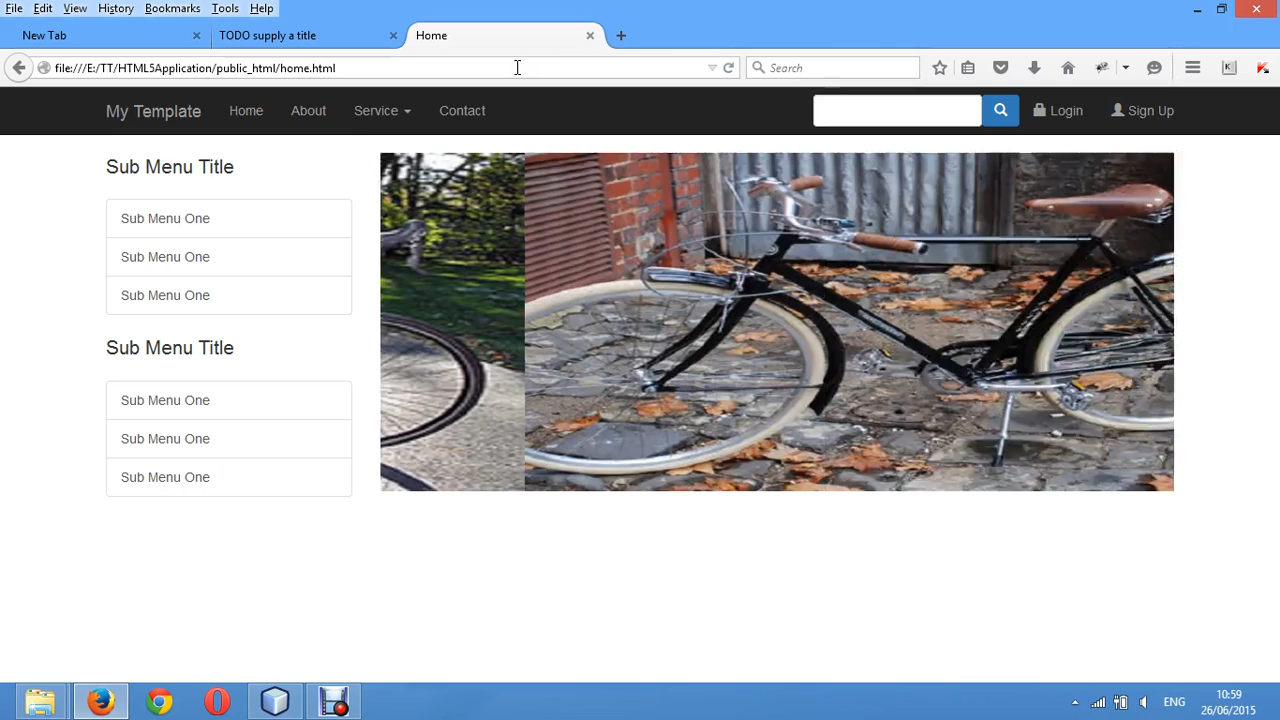 File Edit View History Bookmarks Tools Help
New Tab TODO supply a title Home
file:///E:/TT/HTML5Application/public_html/home.html Search
My Template Home About Service Contact Login Sign Up
Sub Menu Title
Sub Menu One
Sub Menu One
Sub Menu One
Sub Menu Title
Sub Menu One
Sub Menu One
Sub Menu One
ENG 10:59
26/06/2015